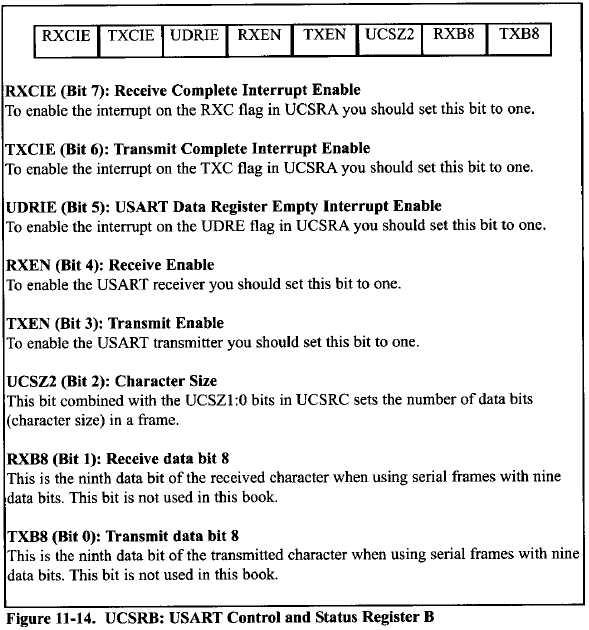 RXCIE TXCIE UDRIE RXEN TXEN UCSZ2 RXB8 TXB8
RXCIE (Bit 7): Receive Complete Interrupt Enable
To enable the interrupt on the RXC flag in UCSRA you should set this bit to one.
TXCIE (Bit 6): Transmit Complete Interrupt Enable
To enable the interrupt on the TXC flag in UCSRA you should set this bit to one.
UDRIE (Bit 5): USART Data Register Empty Interrupt Enable
To enable the interrupt on the UDRE flag in UCSRA you should set this bit to one.
RXEN (Bit 4): Receive Enable
To enable the USART receiver you should set this bit to one.
TXEN (Bit 3): Transmit Enable
To enable the USART transmitter you should set this bit to one.
UCSZ2 (Bit 2): Character Size
This bit combined with the UCSZ1:0 bits in UCSRC sets the number of data bits
(character size) in a frame.
RXB8 (Bit 1): Receive data bit 8
This is the ninth data bit of the received character when using serial frames with nine
data bits. This bit is not used in this book.
TXB8 (Bit 0): Transmit data bit 8
This is the ninth data bit of the transmitted character when using serial frames with nine
data bits. This bit is not used in this book.
Figure 11-14. UCSRB: USART Control and Status Register B